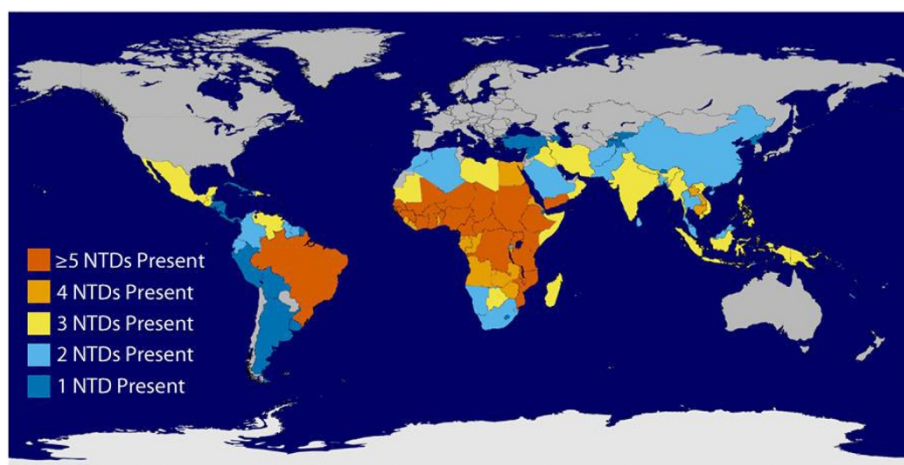 ≥5 NTDs Present
4 NTDs Present
3 NTDs Present
2 NTDs Present
1 NTD Present